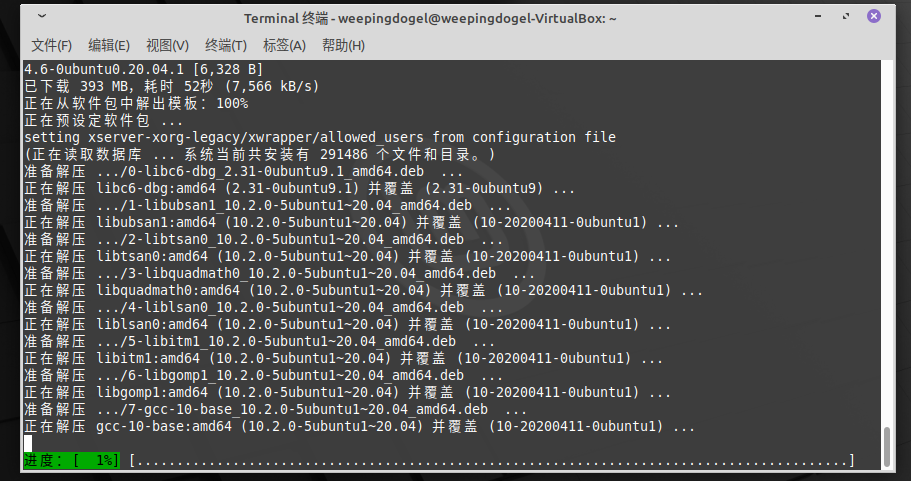 Terminal 终端 - weepingdogel@weepingdogel-VirtualBox: ~
文件(F) 编辑(E) 视图(V) 终端(T) 标签(A) 帮助(H)
4.6-0ubuntu0.20.04.1 [6,328 B]
已下载 393 MB，耗时 52秒 (7,566 kB/s)
正在从软件包中解出模板：100%
正在预设定软件包 ...
setting xserver-xorg-legacy/xwrapper/allowed_users from configuration file
(正在读取数据库 ... 系统当前共安装有 291486 个文件和目录。)
准备解压 .../0-libc6-dbg_2.31-0ubuntu9.1_amd64.deb ...
正在解压 libc6-dbg:amd64 (2.31-0ubuntu9.1) 并覆盖 (2.31-0ubuntu9) ...
准备解压 .../1-libubsan1_10.2.0-5ubuntu1~20.04_amd64.deb ...
正在解压 libubsan1:amd64 (10.2.0-5ubuntu1~20.04) 并覆盖 (10-20200411-0ubuntu1) ...
准备解压 .../2-libtsan0_10.2.0-5ubuntu1~20.04_amd64.deb ...
正在解压 libtsan0:amd64 (10.2.0-5ubuntu1~20.04) 并覆盖 (10-20200411-0ubuntu1) ...
准备解压 .../3-libquadmath0_10.2.0-5ubuntu1~20.04_amd64.deb ...
正在解压 libquadmath0:amd64 (10.2.0-5ubuntu1~20.04) 并覆盖 (10-20200411-0ubuntu1) ...
准备解压 .../4-liblsan0_10.2.0-5ubuntu1~20.04_amd64.deb ...
正在解压 liblsan0:amd64 (10.2.0-5ubuntu1~20.04) 并覆盖 (10-20200411-0ubuntu1) ...
准备解压 .../5-libitm1_10.2.0-5ubuntu1~20.04_amd64.deb ...
正在解压 libitm1:amd64 (10.2.0-5ubuntu1~20.04) 并覆盖 (10-20200411-0ubuntu1) ...
准备解压 .../6-libgomp1_10.2.0-5ubuntu1~20.04_amd64.deb ...
正在解压 libgomp1:amd64 (10.2.0-5ubuntu1~20.04) 并覆盖 (10-20200411-0ubuntu1) ...
准备解压 .../7-gcc-10-base_10.2.0-5ubuntu1~20.04_amd64.deb ...
正在解压 gcc-10-base:amd64 (10.2.0-5ubuntu1~20.04) 并覆盖 (10-20200411-0ubuntu1) ...
进度：[ 1%] [.........................................................................................]